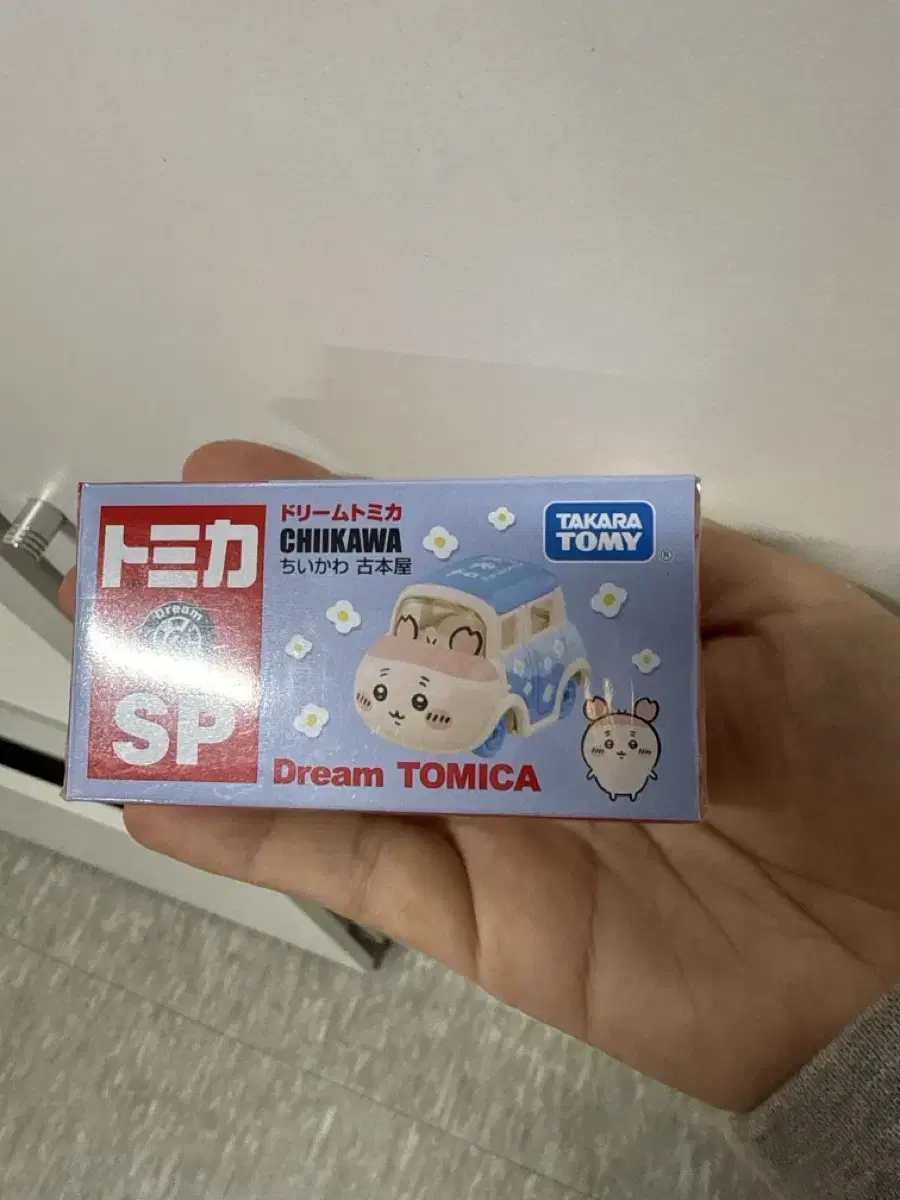 トミカ
Dream
SP
ドリームトミカ
CHIIKAWA
ちいかわ 古本屋
TAKARA
TOMY
®
Dream TOMICA